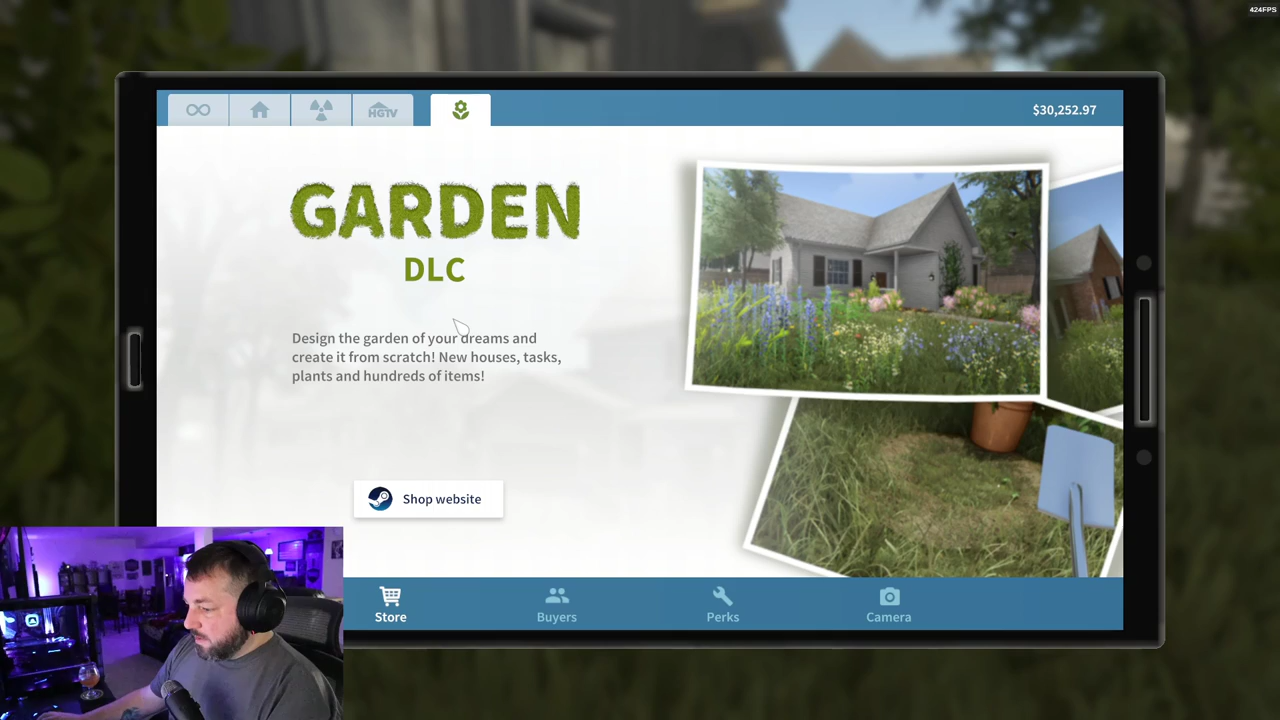 424FPS
HGTV
$30,252.97
GARDEN
DLC
Design the garden of your dreams and
create it from scratch! New houses, tasks,
plants and hundreds of items!
Shop website
Store
Buyers
Perks
Camera